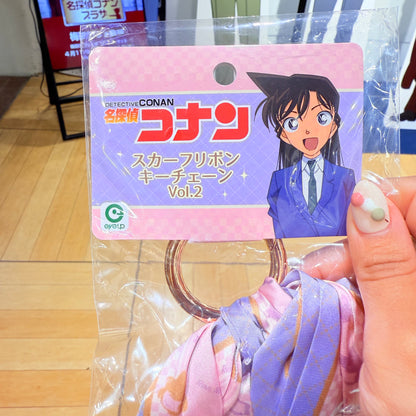 名探偵コナン
プラザ
DETECTIVE CONAN
名探偵
コナン
スカーフリボン
キーチェーン
Vol.2
eyeup